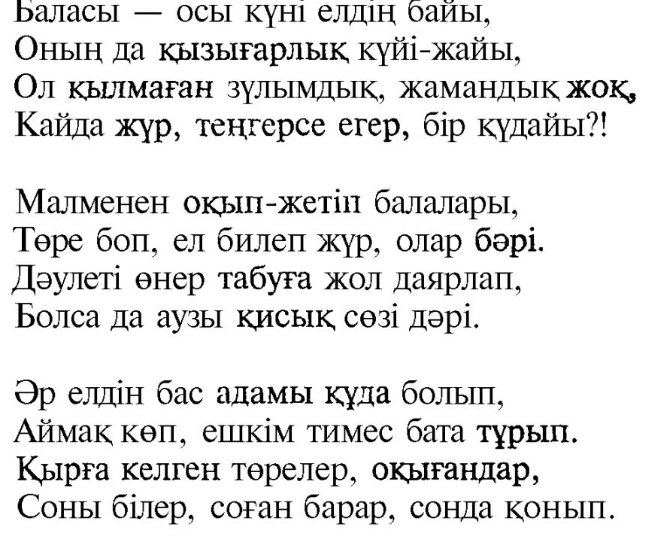 Баласы — осы күні елдің байы,
Оның да қызығарлық күйі-жайы,
Ол қылмаған зұлымдық, жамандық жоқ,
Кайда жүр, теңгерсе егер, бір құдайы?!

Малменен оқып-жетіп балалары,
Төре боп, ел билеп жүр, олар бәрі.
Дәулеті өнер табуға жол даярлап,
Болса да аузы қисық сөзі дәрі.

Әр елдін бас адамы құда болып,
Аймақ көп, ешкім тимес бата тұрып.
Қырға келген төрелер, оқығандар,
Соны білер, соған барар, сонда қонып.